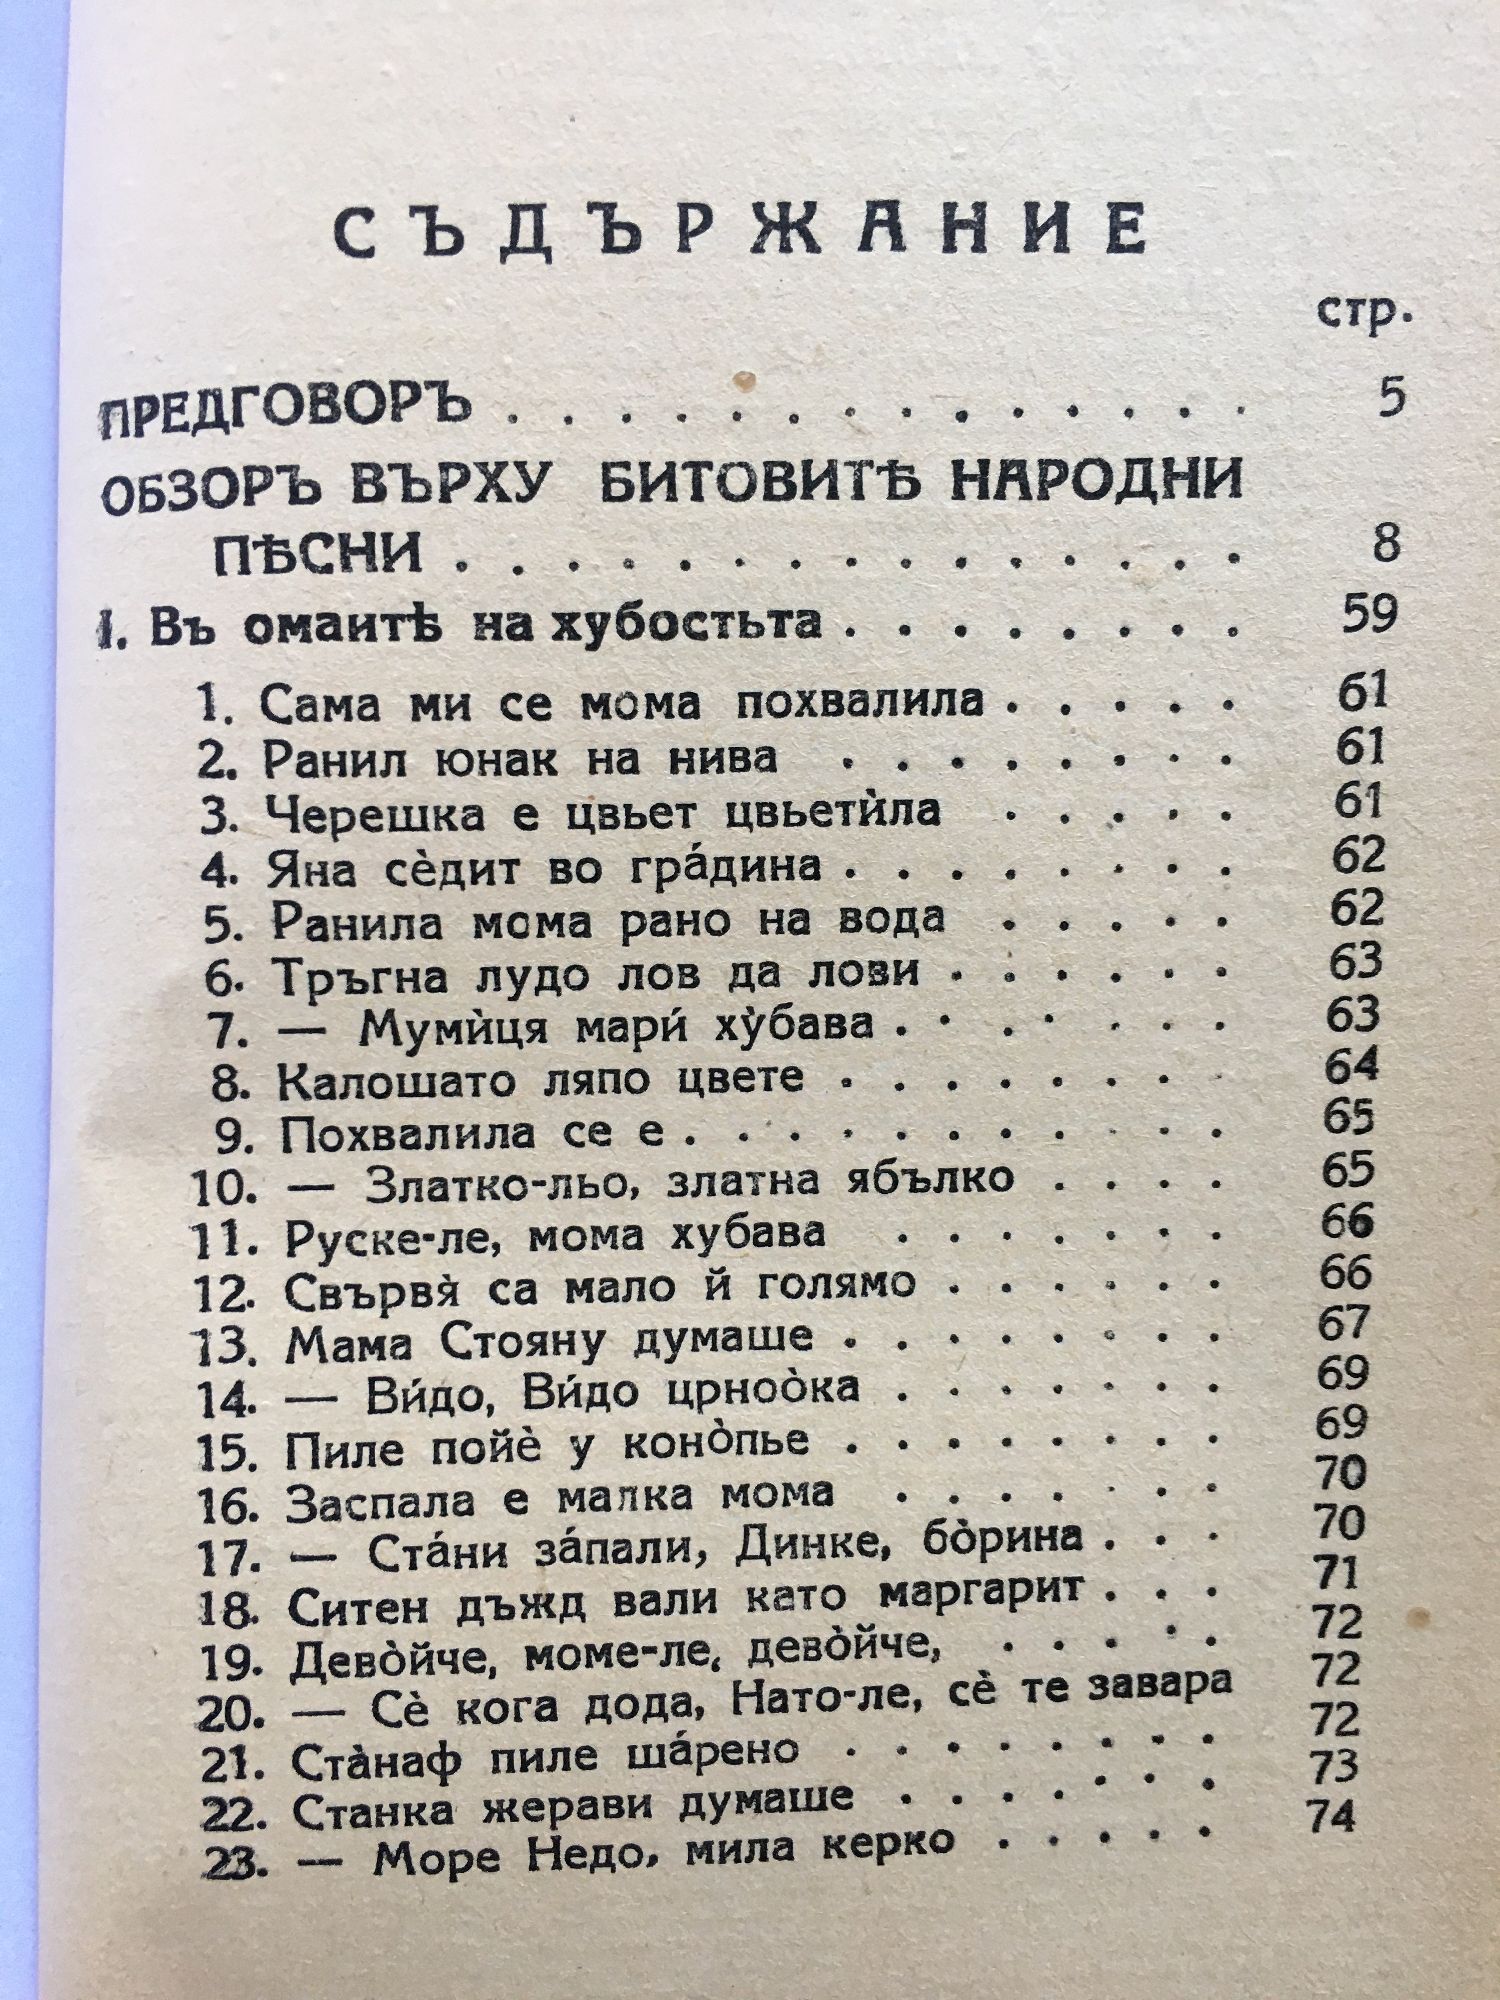 СЪДЪРЖАНИЕ
стр.
ПРЕДГОВОРЪ . . . . . . . . . . . . . . 5
ОБЗОРЪ ВЪРХУ БИТОВИТѢ НАРОДНИ
ПѢСНИ . . . . . . . . . . . . . . . 8
I. Въ омаитѣ на хубостьта . . . . . . . . 59
1. Сама ми се мома похвалила . . . . . 61
2. Ранил юнак на нива . . . . . . . . 61
3. Черешка е цвьет цвьетѝла . . . . . 61
4. Яна сѐдит во гра́дина . . . . . . . . 62
5. Ранила мома рано на вода . . . . . 62
6. Тръгна лудо лов да лови . . . . . . 63
7. — Мумѝця мари́ ху̀бава . . . . . . . 63
8. Калошато ляпо цвете . . . . . . . . 64
9. Похвалила се е . . . . . . . . . . . 65
10. — Златко-льо, златна ябълко . . . . 65
11. Руске-ле, мома хубава . . . . . . . 66
12. Свървя̀ са мало й голямо . . . . . . 66
13. Мама Стояну думаше . . . . . . . . 67
14. — Ви́до, Ви́до црноо̀ка . . . . . . . 69
15. Пиле пойѐ у коно̀пье . . . . . . . . 69
16. Заспала е малка мома . . . . . . . 70
17. — Ста́ни за́пали, Динке, бо̀рина . . . 70
18. Ситен дъжд вали като маргарит . . . 71
19. Дево̀йче, моме-ле, дево̀йче, . . . . . 72
20. — Сѐ кога дода, Нато-ле, сѐ те завара 72
21. Ста̀наф пиле ша́рено . . . . . . . . 72
22. Станка жерави думаше . . . . . . . 73
23. — Море Недо, мила керко . . . . . 74